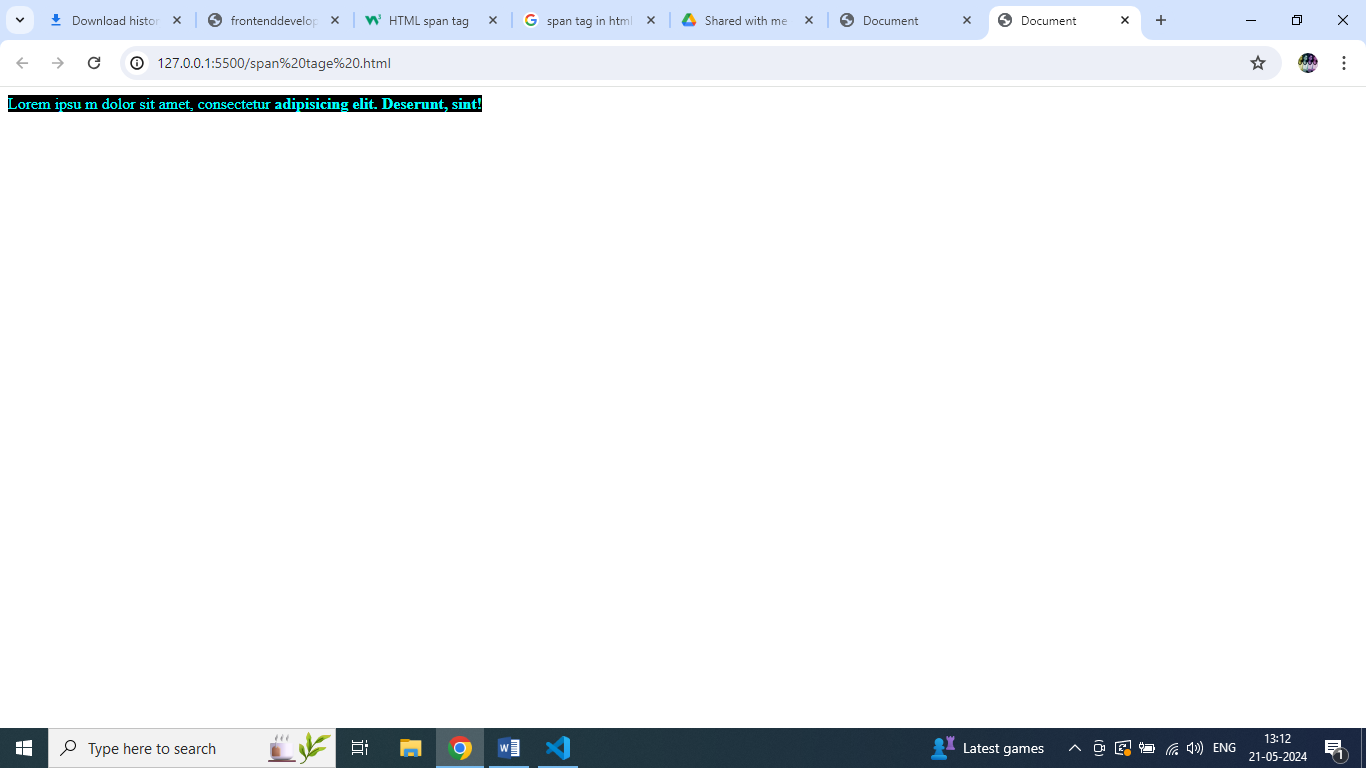 Download histor
frontenddevelop
HTML span tag
span tag in html
Shared with me
Document
Document
127.0.0.1:5500/span%20tage%20.html
Lorem ipsu m dolor sit amet, consectetur adipisicing elit. Deserunt, sint!
Type here to search
Latest games
ENG
13:12
21-05-2024
1